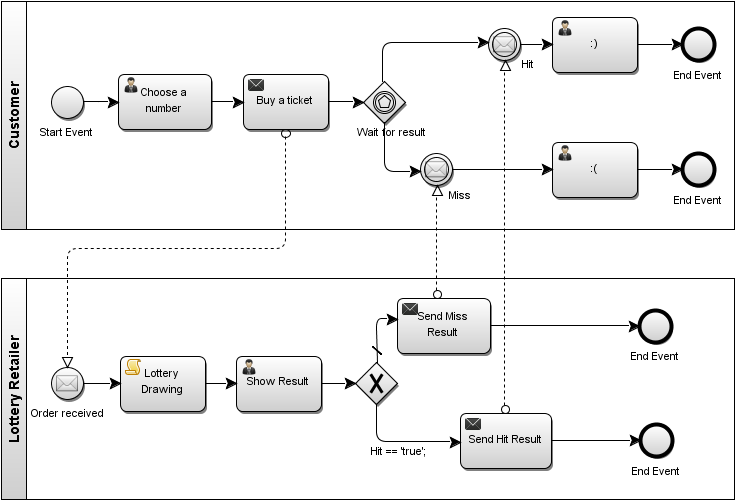 Customer
Start Event
Choose a
number
Buy a ticket
Wait for result
Hit
:)
End Event
Miss
:(
End Event
Lottery Retailer
Order received
Lottery
Drawing
Show Result
Send Miss
Result
End Event
Hit == 'true';
Send Hit Result
End Event